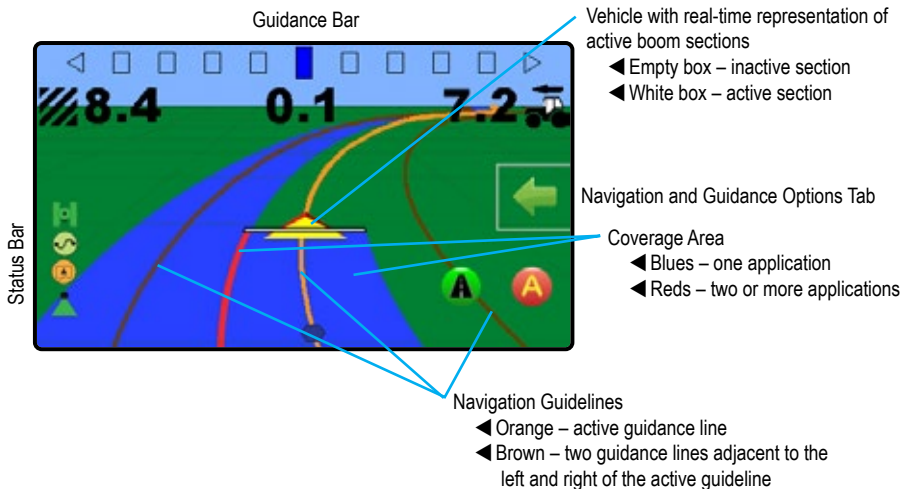 Guidance Bar
8.4 0.1 7.2
A
Status Bar
Vehicle with real-time representation of
active boom sections
◀ Empty box – inactive section
◀ White box – active section
Navigation and Guidance Options Tab
Coverage Area
◀ Blues – one application
◀ Reds – two or more applications
Navigation Guidelines
◀ Orange – active guidance line
◀ Brown – two guidance lines adjacent to the
left and right of the active guideline